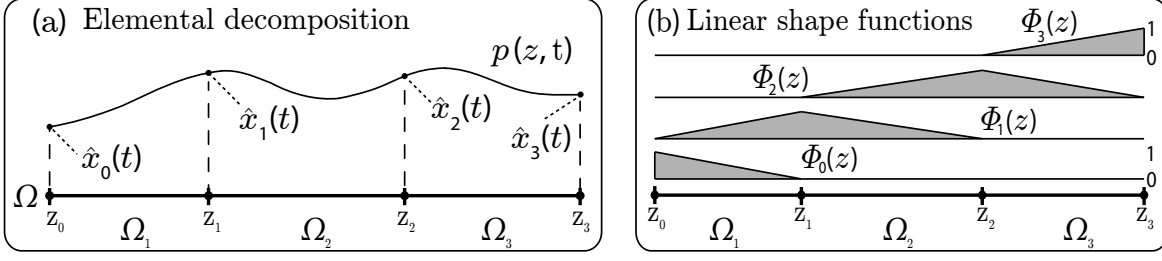 (a) Elemental decomposition
p(z,t)
x̂₀(t)
x̂₁(t)
x̂₂(t)
x̂₃(t)
Ω
z₀ z₁ z₂ z₃
Ω₁ Ω₂ Ω₃
(b) Linear shape functions
Φ₃(z)
1
0
Φ₂(z)
Φ₁(z)
Φ₀(z)
1
0
z₀ z₁ z₂ z₃
Ω₁ Ω₂ Ω₃